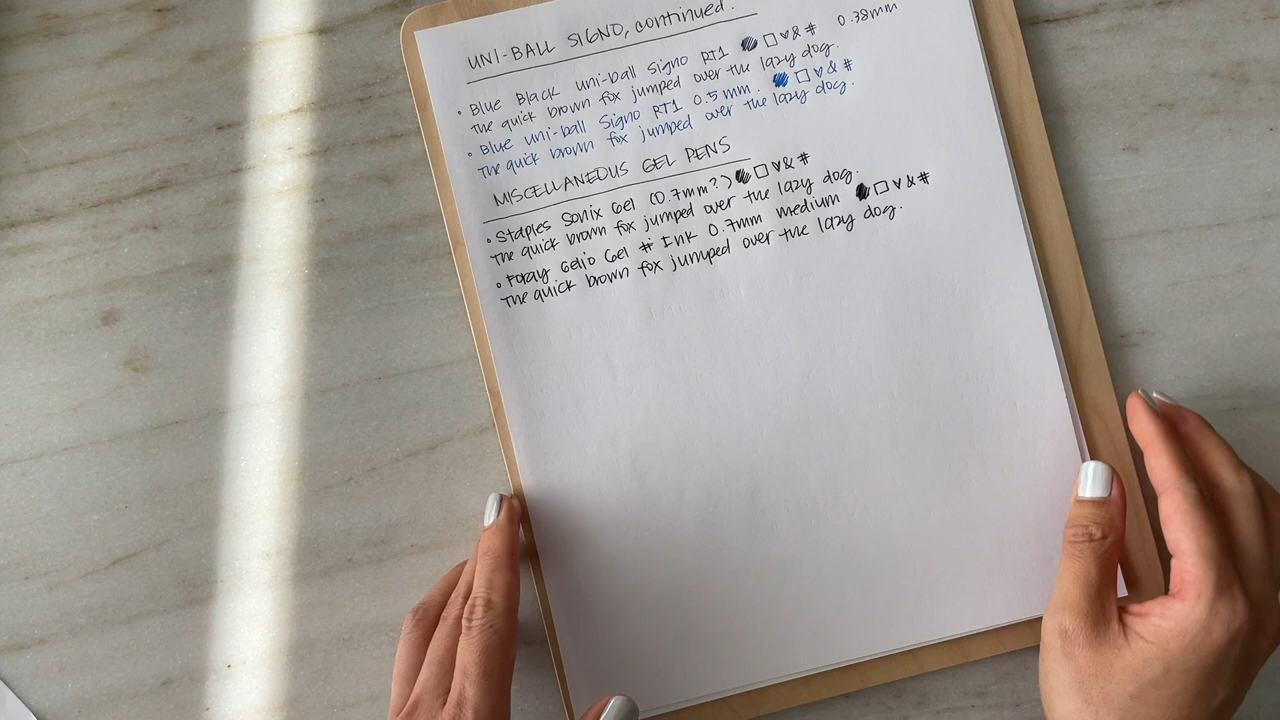 UNI-BALL SIGNO, continued.
• Blue Black uni-ball Signo RT1 □ ♥ & # 0.38mm
The quick brown fox jumped over the lazy dog.
• Blue uni-ball Signo RT1 0.5mm. □ ♥ & #
The quick brown fox jumped over the lazy dog.
MISCELLANEOUS GEL PENS
• Staples Sonix Gel (0.7mm?) □ ♥ & #
The quick brown fox jumped over the lazy dog.
• Foray Gelio Gel # Ink 0.7mm medium □ ♥ & #
The quick brown fox jumped over the lazy dog.